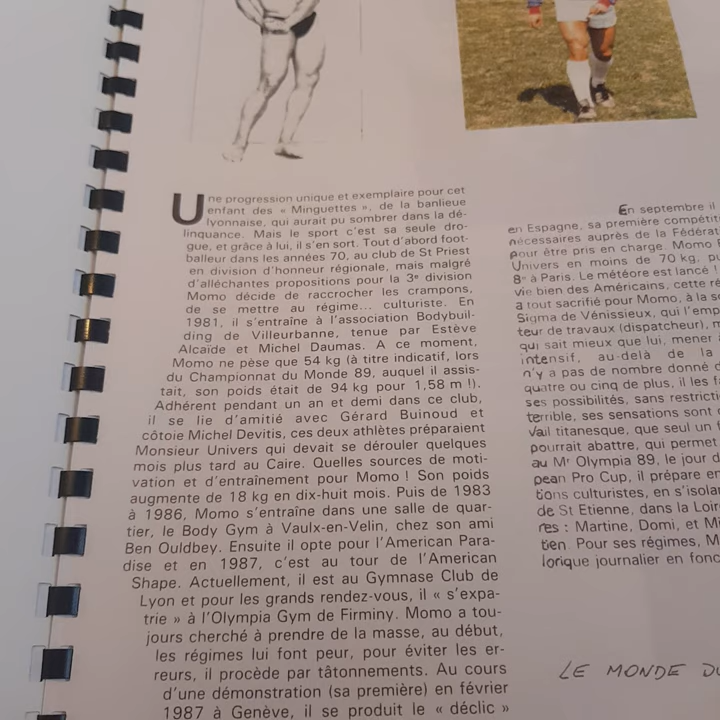 Une progression unique et exemplaire pour cet
enfant des « Minguettes », de la banlieue
lyonnaise, qui aurait pu sombrer dans la dé-
linquance. Mais le sport c'est sa seule dro-
gue, et grâce à lui, il s'en sort. Tout d'abord foot-
balleur dans les années 70, au club de St Priest
en division d'honneur régionale, mais malgré
d'alléchantes propositions pour la 3e division
Momo décide de raccrocher les crampons,
de se mettre au régime... culturiste. En
1981, il s'entraîne à l'association Bodybuil-
ding de Villeurbanne, tenue par Estève
Alcaïde et Michel Daumas. A ce moment,
Momo ne pèse que 54 kg (à titre indicatif, lors
du Championnat du Monde 89, auquel il assis-
tait, son poids était de 94 kg pour 1,58 m !).
Adhérent pendant un an et demi dans ce club,
il se lie d'amitié avec Gérard Buinoud et
côtoie Michel Devitis, ces deux athlètes préparaient
Monsieur Univers qui devait se dérouler quelques
mois plus tard au Caire. Quelles sources de moti-
vation et d'entraînement pour Momo ! Son poids
augmente de 18 kg en dix-huit mois. Puis de 1983
à 1986, Momo s'entraîne dans une salle de quar-
tier, le Body Gym à Vaulx-en-Velin, chez son ami
Ben Ouldbey. Ensuite il opte pour l'American Para-
dise et en 1987, c'est au tour de l'American
Shape. Actuellement, il est au Gymnase Club de
Lyon et pour les grands rendez-vous, il « s'expa-
trie » à l'Olympia Gym de Firminy. Momo a tou-
jours cherché à prendre de la masse, au début,
les régimes lui font peur, pour éviter les er-
reurs, il procède par tâtonnements. Au cours
d'une démonstration (sa première) en février
1987 à Genève, il se produit le « déclic »
En septembre il
en Espagne, sa première compétit
nécessaires auprès de la Fédérat
pour être pris en charge. Momo
Univers en moins de 70 kg, pu
8e à Paris. Le météore est lancé !
vie bien des Américains, cette ré
a tout sacrifié pour Momo, à la s
Sigma de Vénissieux, qui l'emp
teur de travaux (dispatcheur), m
qui sait mieux que lui, mener
intensif, au-delà de la
n'y a pas de nombre donné d
quatre ou cinq de plus, il les f
ses possibilités, sans restricti
terrible, ses sensations sont
vail titanesque, que seul un f
pourrait abattre, qui permet
au Mr Olympia 89, le jour d
pean Pro Cup, il prépare en
tions culturistes, en s'isola
de St Etienne, dans la Loir
res : Martine, Domi, et Mi
tien. Pour ses régimes, M
lorique journalier en fonc
LE MONDE DU